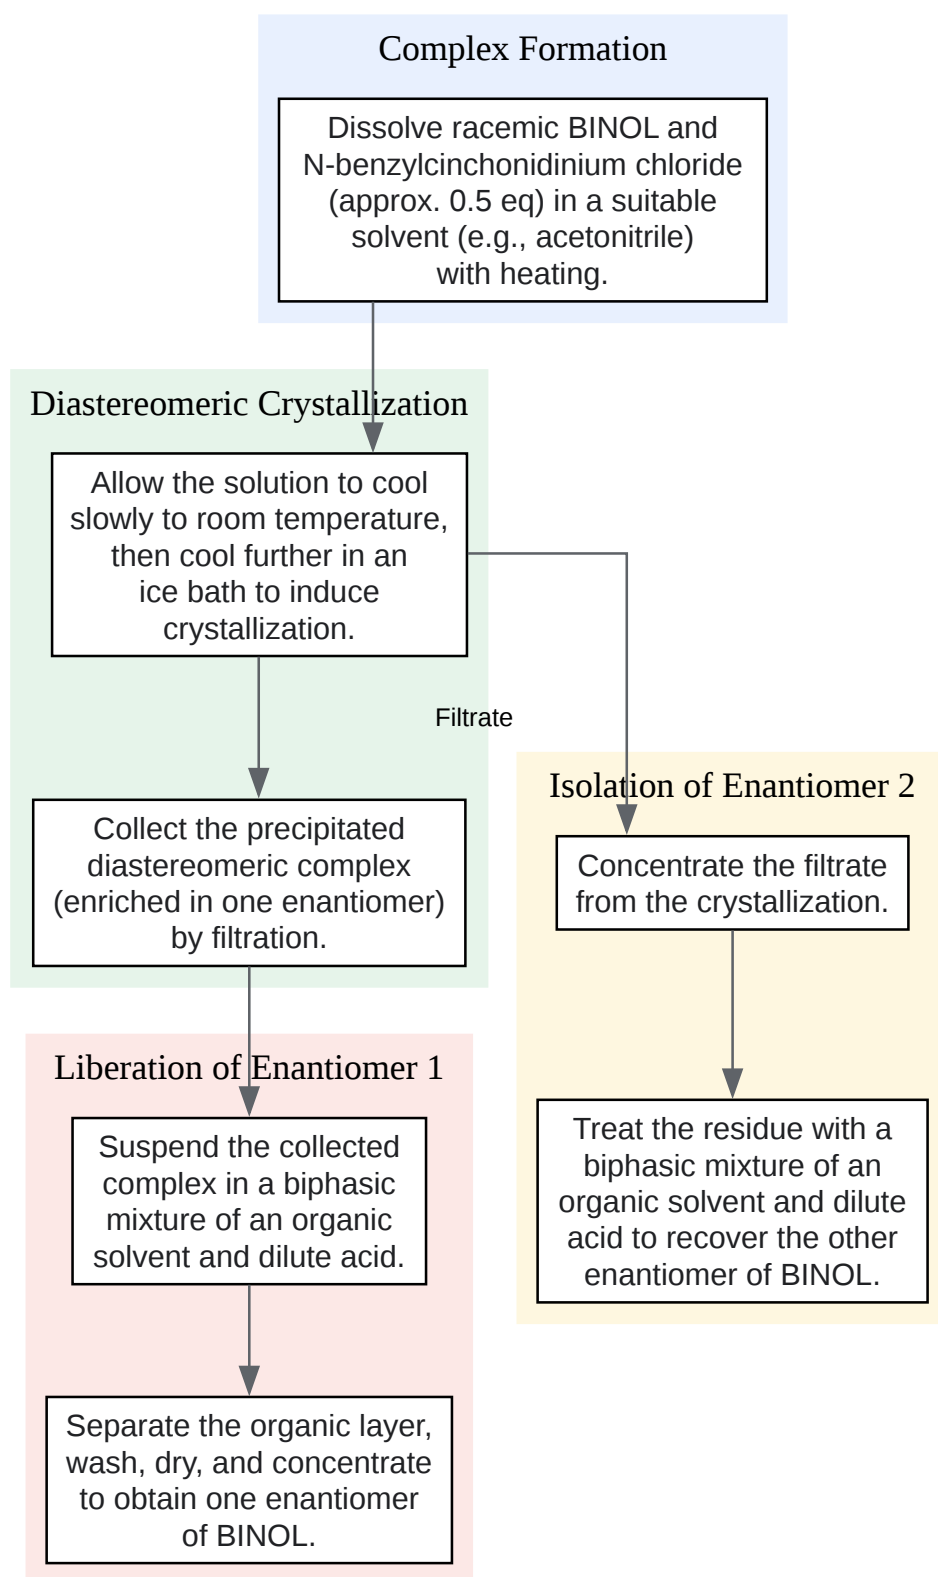 Complex Formation
Dissolve racemic BINOL and
N-benzylcinchonidinium chloride
(approx. 0.5 eq) in a suitable
solvent (e.g., acetonitrile)
with heating.
Diastereomeric Crystallization
Allow the solution to cool
slowly to room temperature,
then cool further in an
ice bath to induce
crystallization.
Filtrate
Collect the precipitated
diastereomeric complex
(enriched in one enantiomer)
by filtration.
Isolation of Enantiomer 2
Concentrate the filtrate
from the crystallization.
Treat the residue with a
biphasic mixture of an
organic solvent and dilute
acid to recover the other
enantiomer of BINOL.
Liberation of Enantiomer 1
Suspend the collected
complex in a biphasic
mixture of an organic
solvent and dilute acid.
Separate the organic layer,
wash, dry, and concentrate
to obtain one enantiomer
of BINOL.